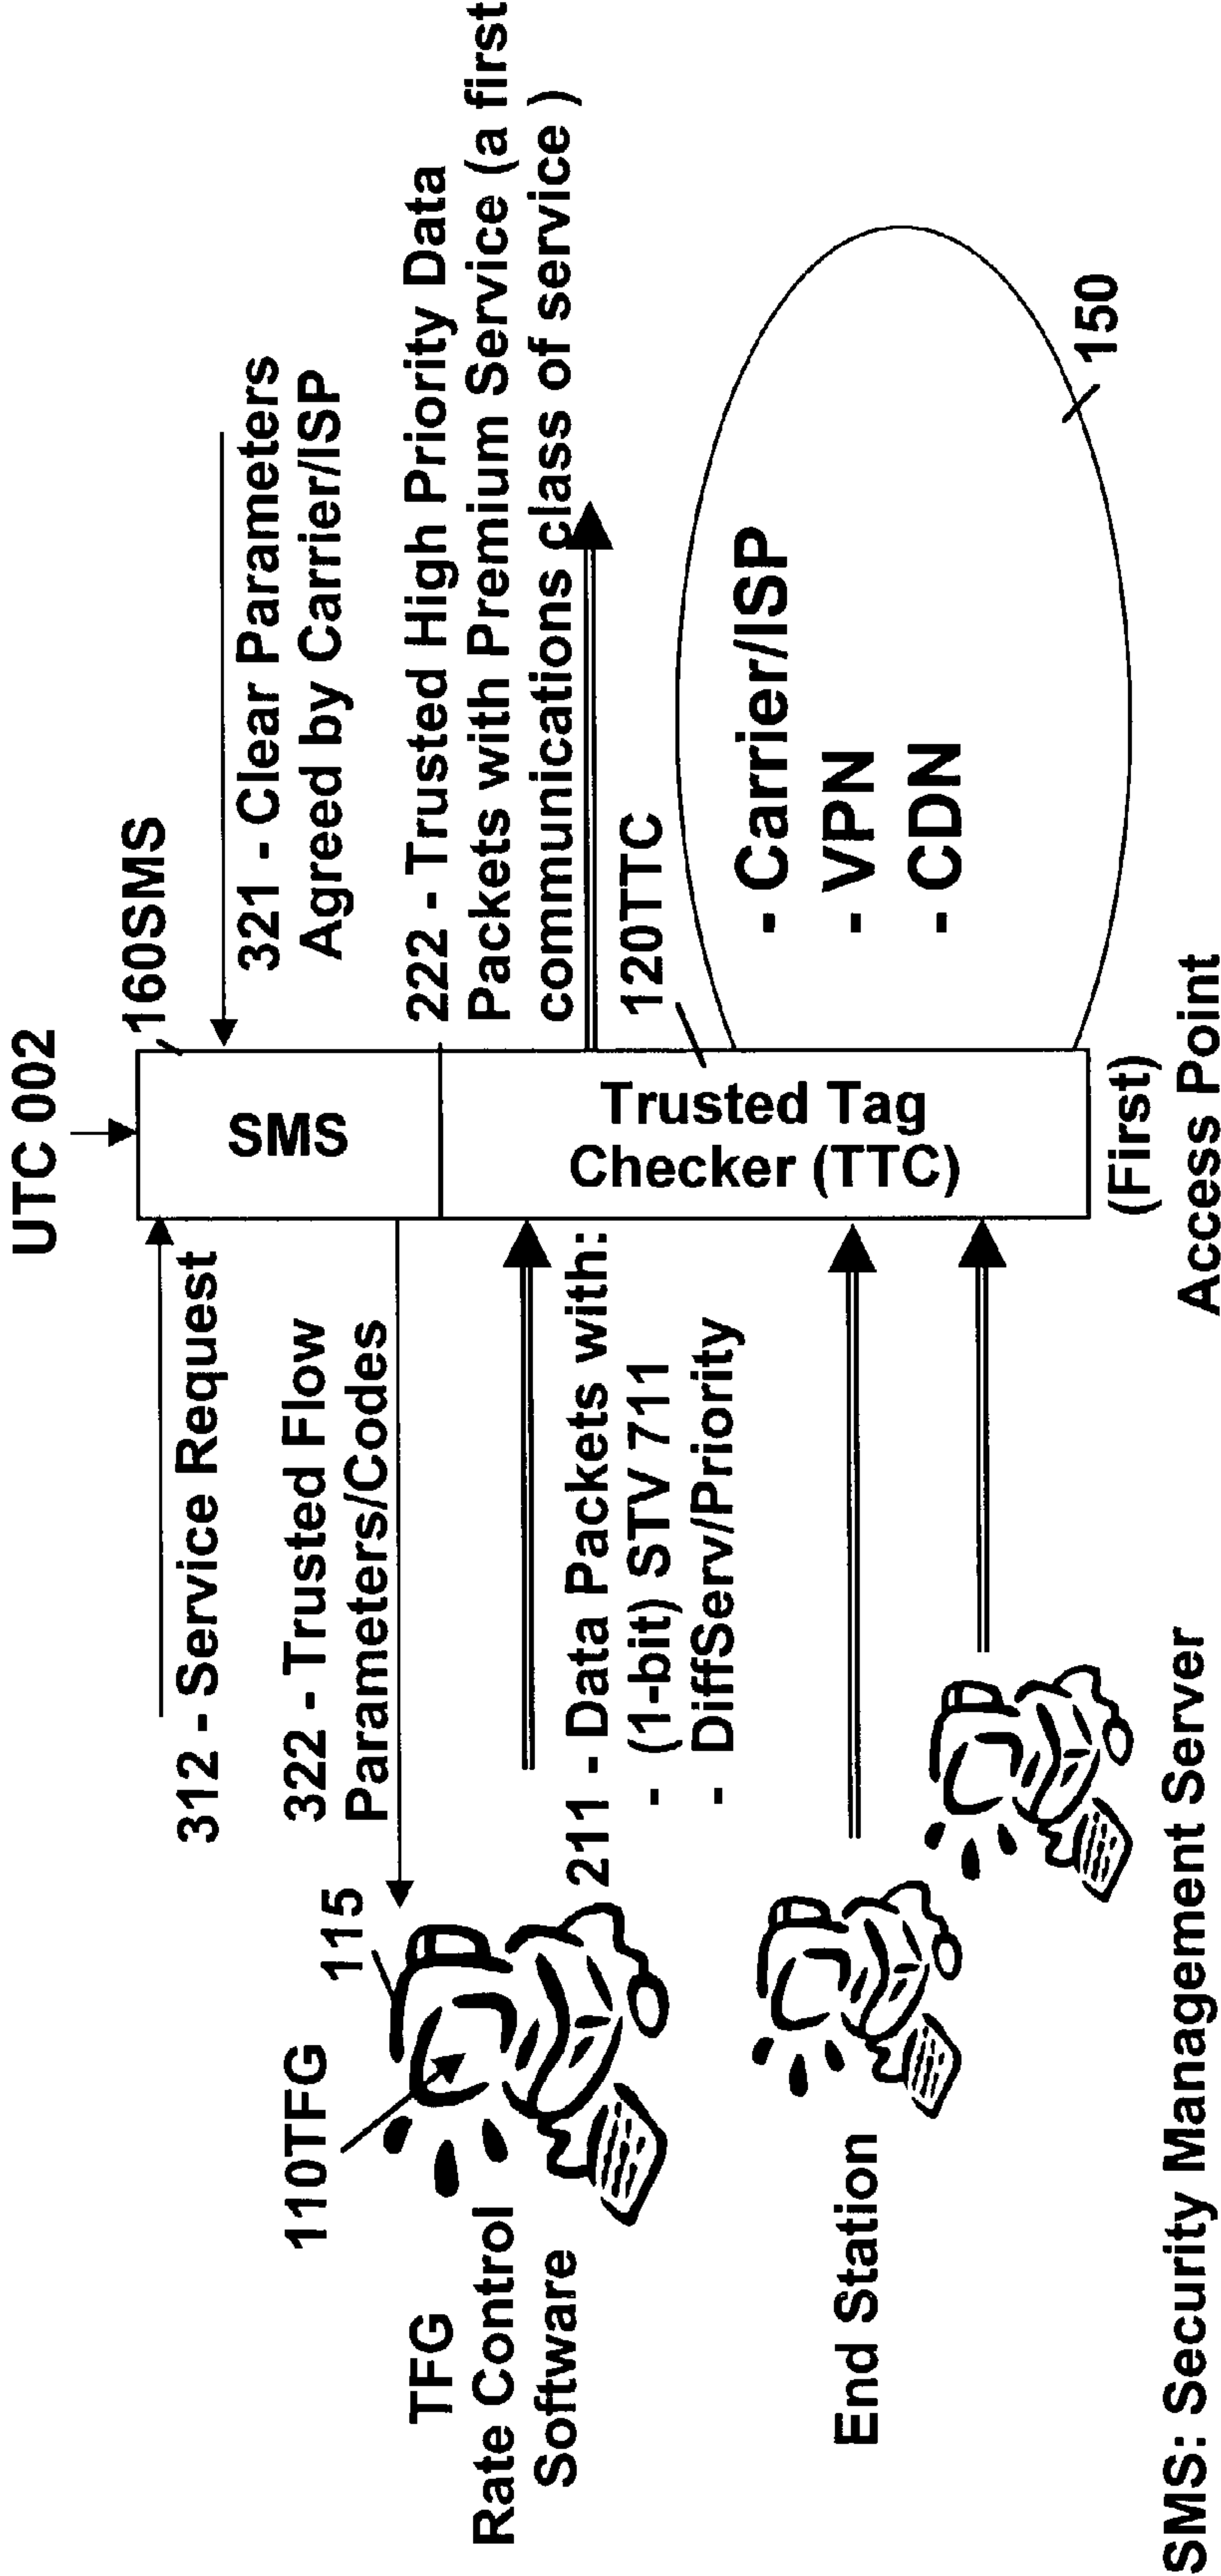 UTC 002
160SMS
312 - Service Request
SMS
321 - Clear Parameters
Agreed by Carrier/ISP
322 - Trusted Flow
Parameters/Codes
115
110TFG
TFG
Rate Control
Software
222 - Trusted High Priority Data
Packets with Premium Service (a first
communications class of service )
211 - Data Packets with:
- (1-bit) STV 711
- DiffServ/Priority
Trusted Tag
Checker (TTC)
120TTC
- Carrier/ISP
- VPN
- CDN
150
End Station
(First)
Access Point
SMS: Security Management Server